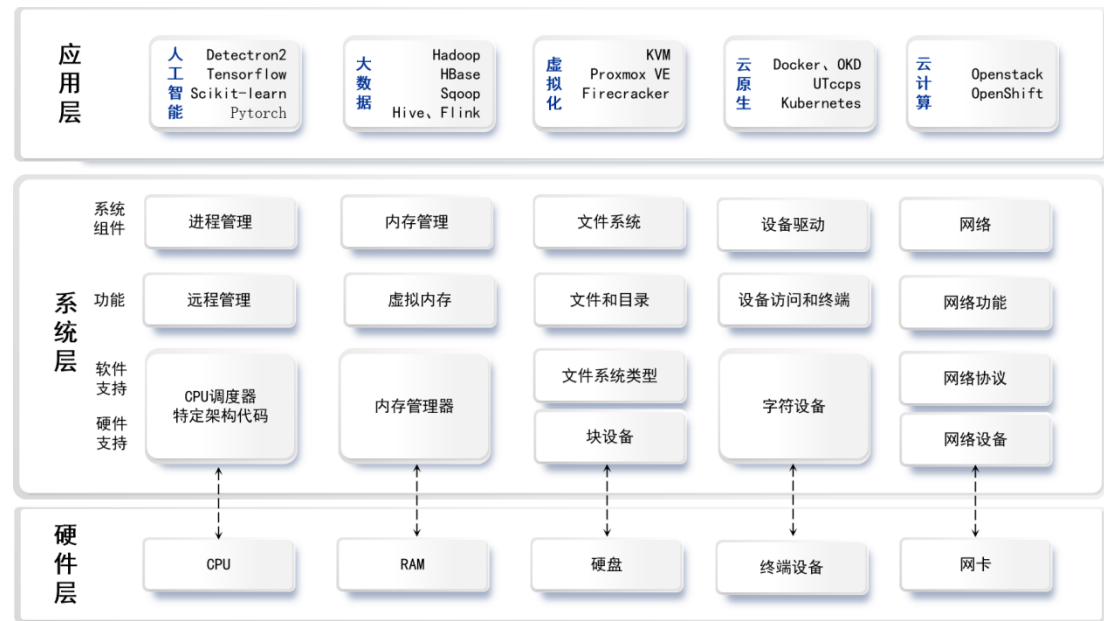 应用层
人工智能
Detectron2
Tensorflow
Scikit-learn
Pytorch
大数据
Hadoop
HBase
Sqoop
Hive、Flink
虚拟化
KVM
Proxmox VE
Firecracker
云原生
Docker、OKD
UTccps
Kubernetes
云计算
Openstack
OpenShift
系统层
系统
组件
进程管理
内存管理
文件系统
设备驱动
网络
功能
远程管理
虚拟内存
文件和目录
设备访问和终端
网络功能
软件
支持
硬件
支持
CPU调度器
特定架构代码
内存管理器
文件系统类型
块设备
字符设备
网络协议
网络设备
硬件层
CPU
RAM
硬盘
终端设备
网卡